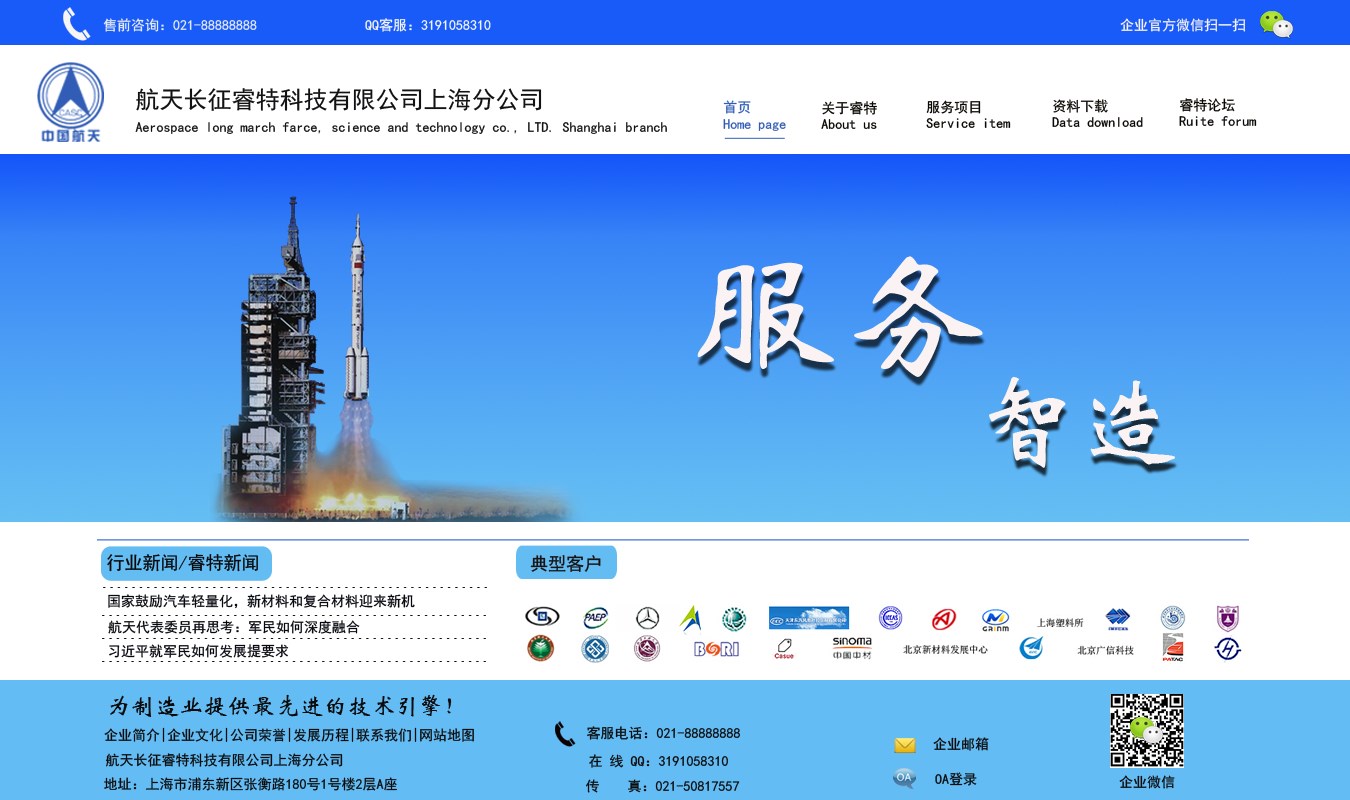 售前咨询：021-88888888
QQ客服：3191058310
企业官方微信扫一扫
CASC
中国航天
航天长征睿特科技有限公司上海分公司
Aerospace long march farce, science and technology co., LTD. Shanghai branch
首页
Home page
关于睿特
About us
服务项目
Service item
资料下载
Data download
睿特论坛
Ruite forum
服务
智造
行业新闻/睿特新闻
国家鼓励汽车轻量化，新材料和复合材料迎来新机
航天代表委员再思考：军民如何深度融合
习近平就军民如何发展提要求
典型客户
PAEP
gainm
上海塑料所
BSRI
Casue
sinoma
中国中材
北京新材料发展中心
北京广信科技
PATAC
为制造业提供最先进的技术引擎！
企业简介|企业文化|公司荣誉|发展历程|联系我们|网站地图
航天长征睿特科技有限公司上海分公司
地址：上海市浦东新区张衡路180号1号楼2层A座
客服电话：021-88888888
在 线 QQ：3191058310
传 真：021-50817557
企业邮箱
OA
OA登录
企业微信